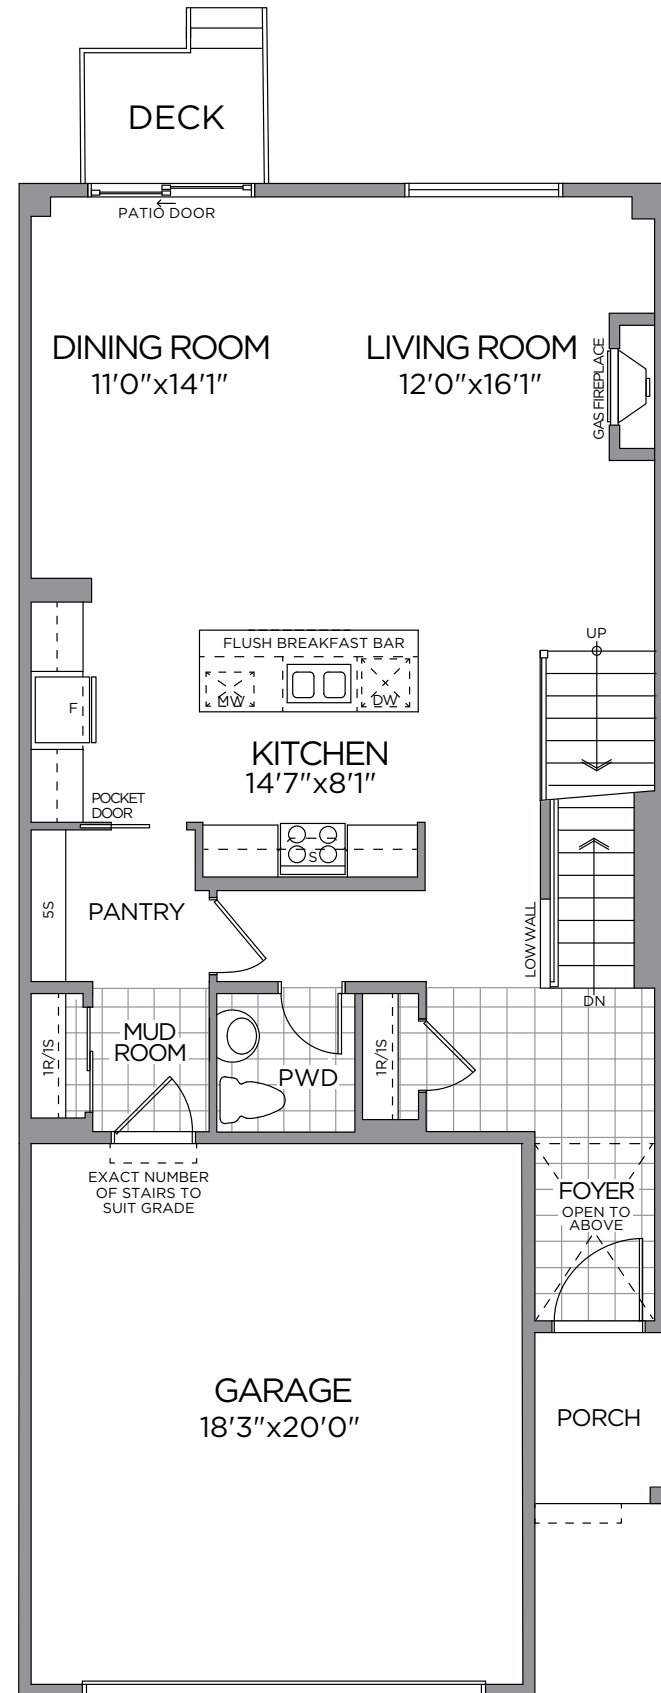 DECK
PATIO DOOR
DINING ROOM
11'0"x14'1"
LIVING ROOM
12'0"x16'1"
GAS FIREPLACE
FLUSH BREAKFAST BAR
MW
DW
UP
F
KITCHEN
14'7"x8'1"
POCKET
DOOR
S
5S
PANTRY
LOW WALL
DN
1R/1S
MUD
ROOM
PWD
1R/1S
EXACT NUMBER
OF STAIRS TO
SUIT GRADE
FOYER
OPEN TO
ABOVE
GARAGE
18'3"x20'0"
PORCH